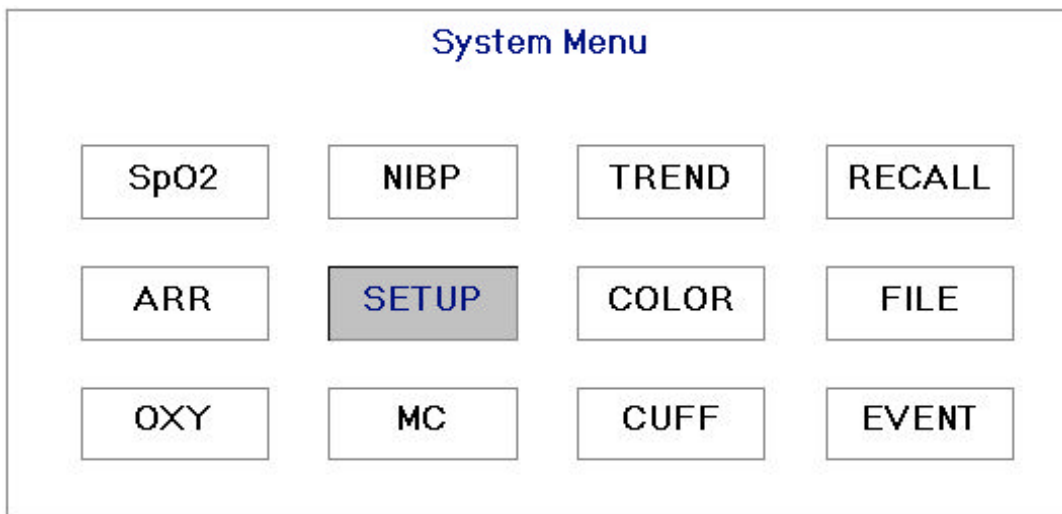 System Menu
SpO2 NIBP TREND RECALL
ARR SETUP COLOR FILE
OXY MC CUFF EVENT